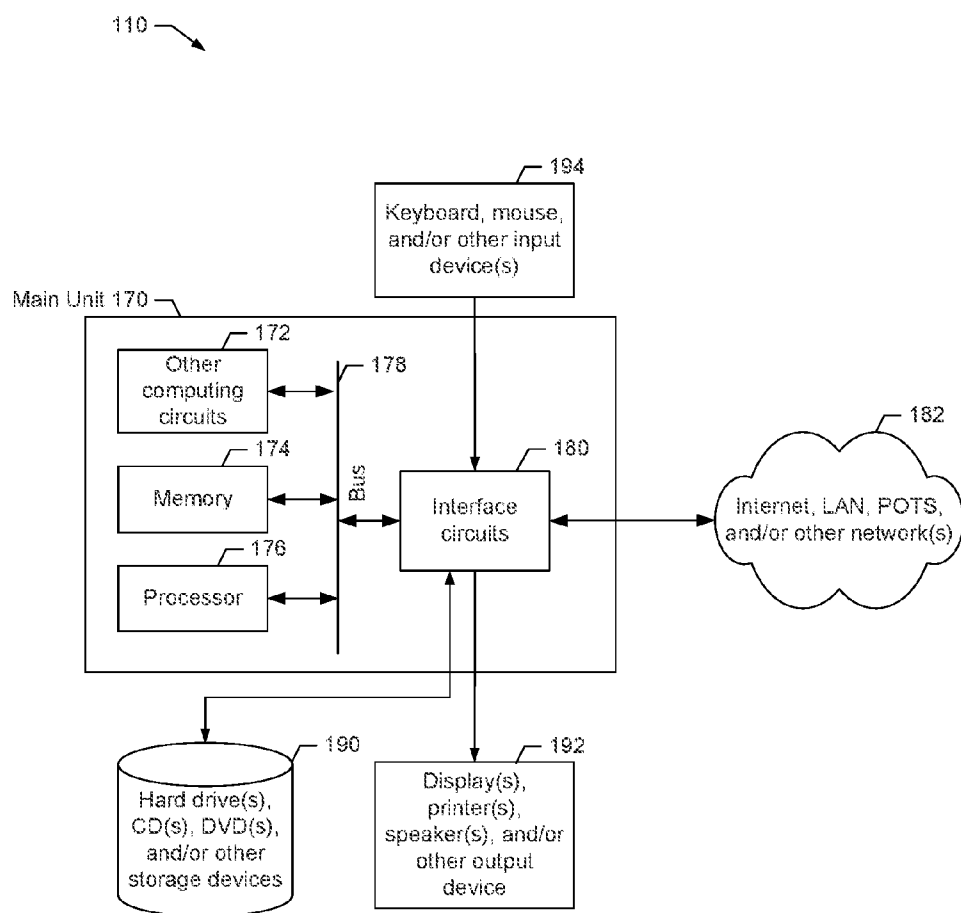 110
194
Keyboard, mouse,
and/or other input
device(s)
Main Unit 170
172
Other
computing
circuits
178
174
Memory
Bus
180
Interface
circuits
182
Internet, LAN, POTS,
and/or other network(s)
176
Processor
190
Hard drive(s),
CD(s), DVD(s),
and/or other
storage devices
192
Display(s),
printer(s),
speaker(s), and/or
other output
device